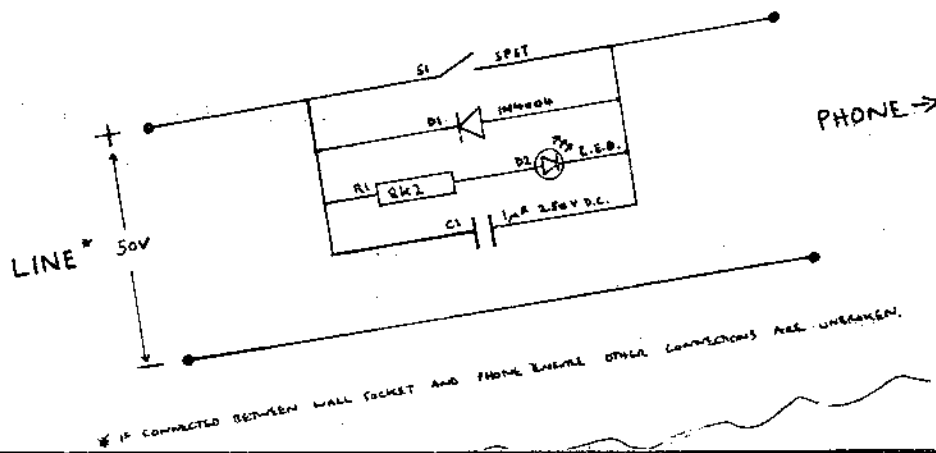 S1 SPST
D1 1N4004
+
PHONE →
R1 8k2 D2 L.E.D.
C1 1µF 250V D.C.
LINE* 50V
—
* IF CONNECTED BETWEEN WALL SOCKET AND PHONE ENSURE OTHER CONNECTIONS ARE UNBROKEN.